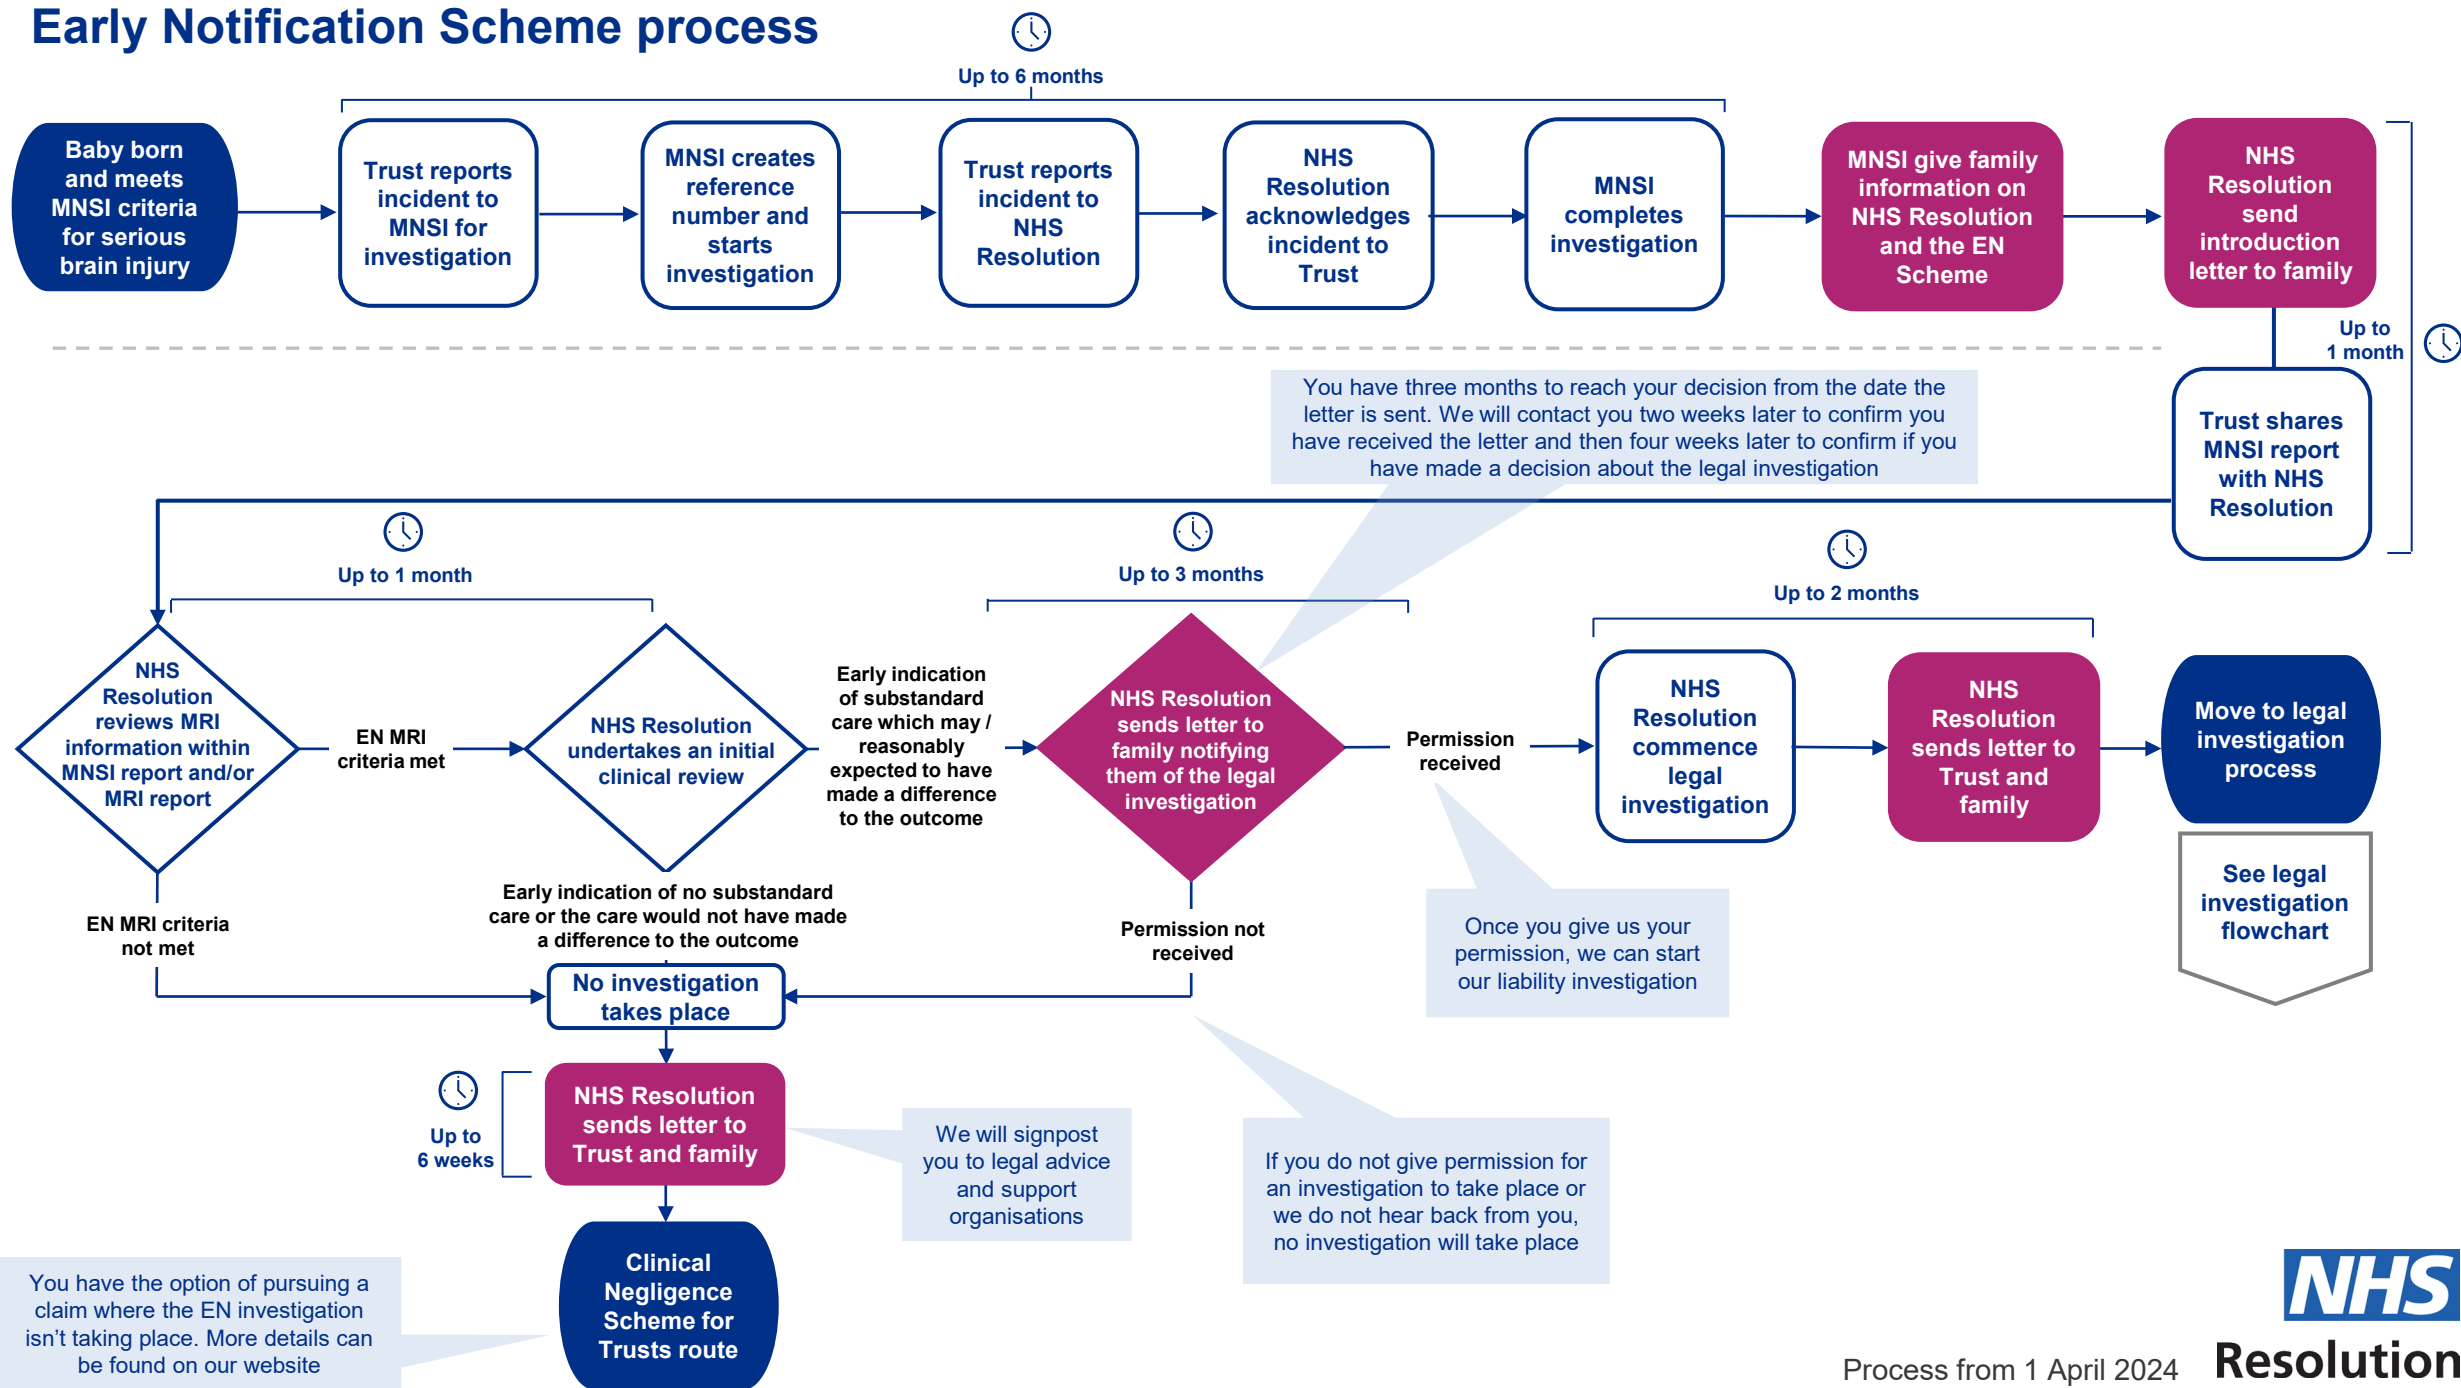 Early Notification Scheme process
Up to 6 months
Baby born
and meets
MNSI criteria
for serious
brain injury
Trust reports
incident to
MNSI for
investigation
MNSI creates
reference
number and
starts
investigation
Trust reports
incident to
NHS
Resolution
NHS
Resolution
acknowledges
incident to
Trust
MNSI
completes
investigation
MNSI give family
information on
NHS Resolution
and the EN
Scheme
NHS
Resolution
send
introduction
letter to family
Up to
1 month
Trust shares
MNSI report
with NHS
Resolution
You have three months to reach your decision from the date the
letter is sent. We will contact you two weeks later to confirm you
have received the letter and then four weeks later to confirm if you
have made a decision about the legal investigation
Up to 1 month
Up to 3 months
Up to 2 months
NHS
Resolution
reviews MRI
information within
MNSI report and/or
MRI report
EN MRI
criteria met
NHS Resolution
undertakes an initial
clinical review
Early indication
of substandard
care which may /
reasonably
expected to have
made a difference
to the outcome
NHS Resolution
sends letter to
family notifying
them of the legal
investigation
Permission
received
NHS
Resolution
commence
legal
investigation
NHS
Resolution
sends letter to
Trust and
family
Move to legal
investigation
process
See legal
investigation
flowchart
EN MRI criteria
not met
Early indication of no substandard
care or the care would not have made
a difference to the outcome
Permission not
received
Once you give us your
permission, we can start
our liability investigation
No investigation
takes place
Up to
6 weeks
NHS Resolution
sends letter to
Trust and family
We will signpost
you to legal advice
and support
organisations
If you do not give permission for
an investigation to take place or
we do not hear back from you,
no investigation will take place
Clinical
Negligence
Scheme for
Trusts route
You have the option of pursuing a
claim where the EN investigation
isn't taking place. More details can
be found on our website
Process from 1 April 2024
NHS
Resolution